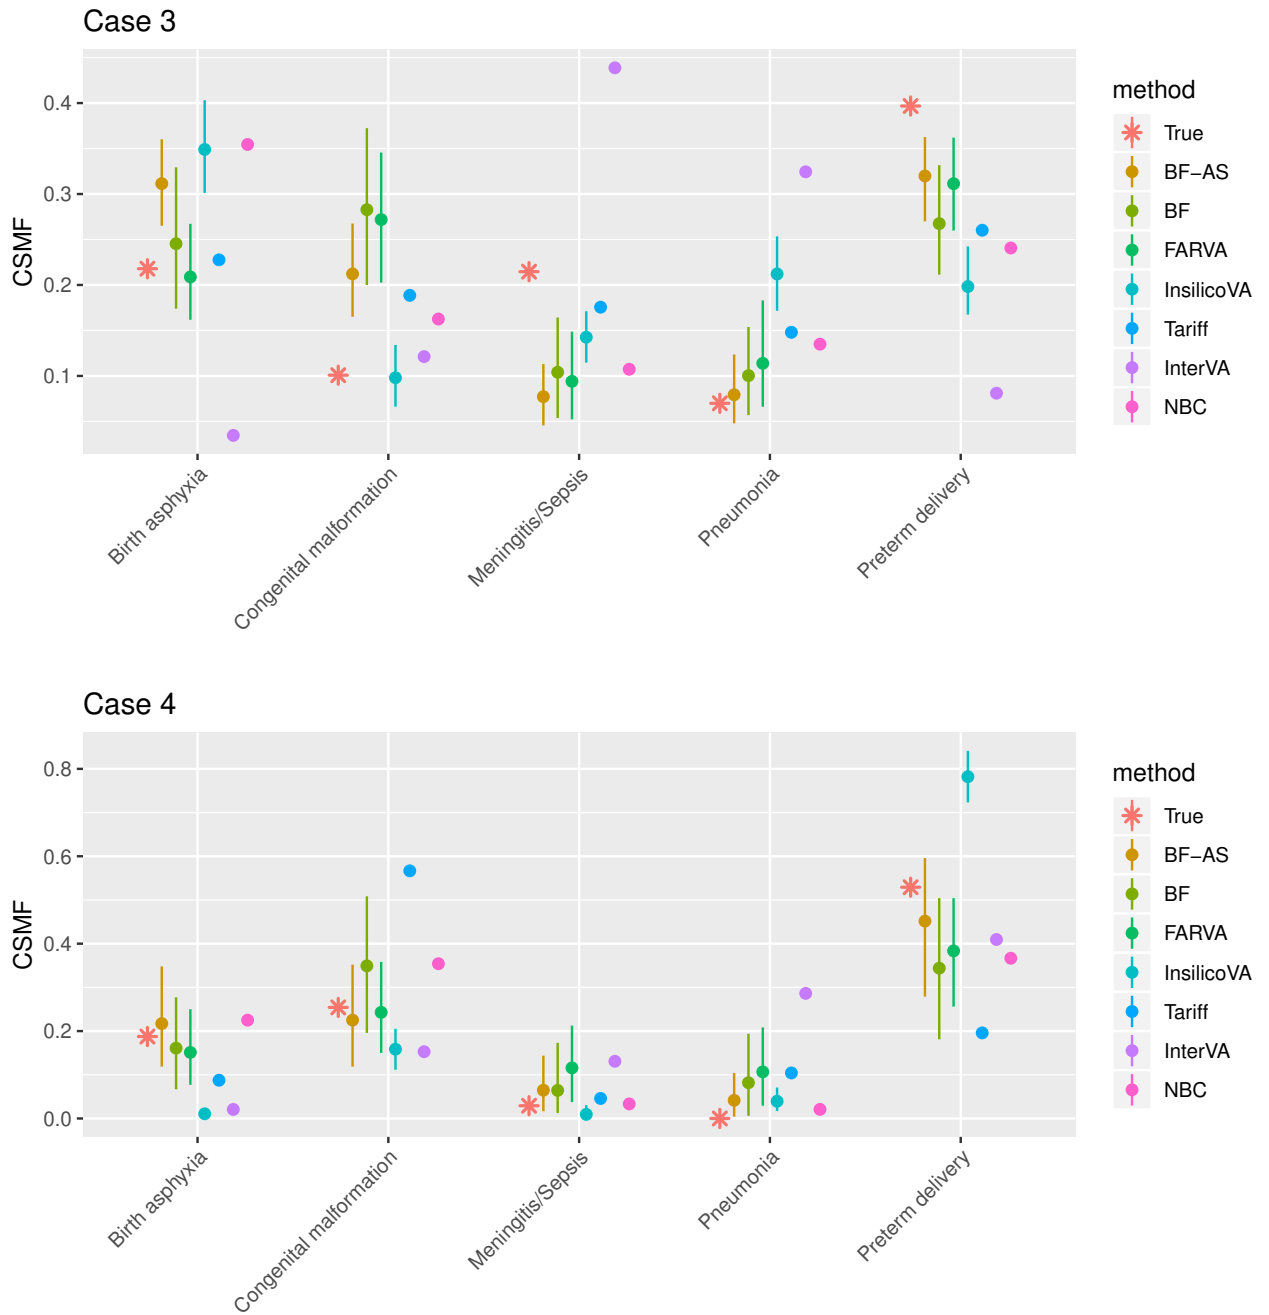 Case 3
CSMF
0.4
0.3
0.2
0.1
Birth asphyxia
Congenital malformation
Meningitis/Sepsis
Pneumonia
Preterm delivery
method
True
BF−AS
BF
FARVA
InsilicoVA
Tariff
InterVA
NBC
Case 4
CSMF
0.8
0.6
0.4
0.2
0.0
Birth asphyxia
Congenital malformation
Meningitis/Sepsis
Pneumonia
Preterm delivery
method
True
BF−AS
BF
FARVA
InsilicoVA
Tariff
InterVA
NBC